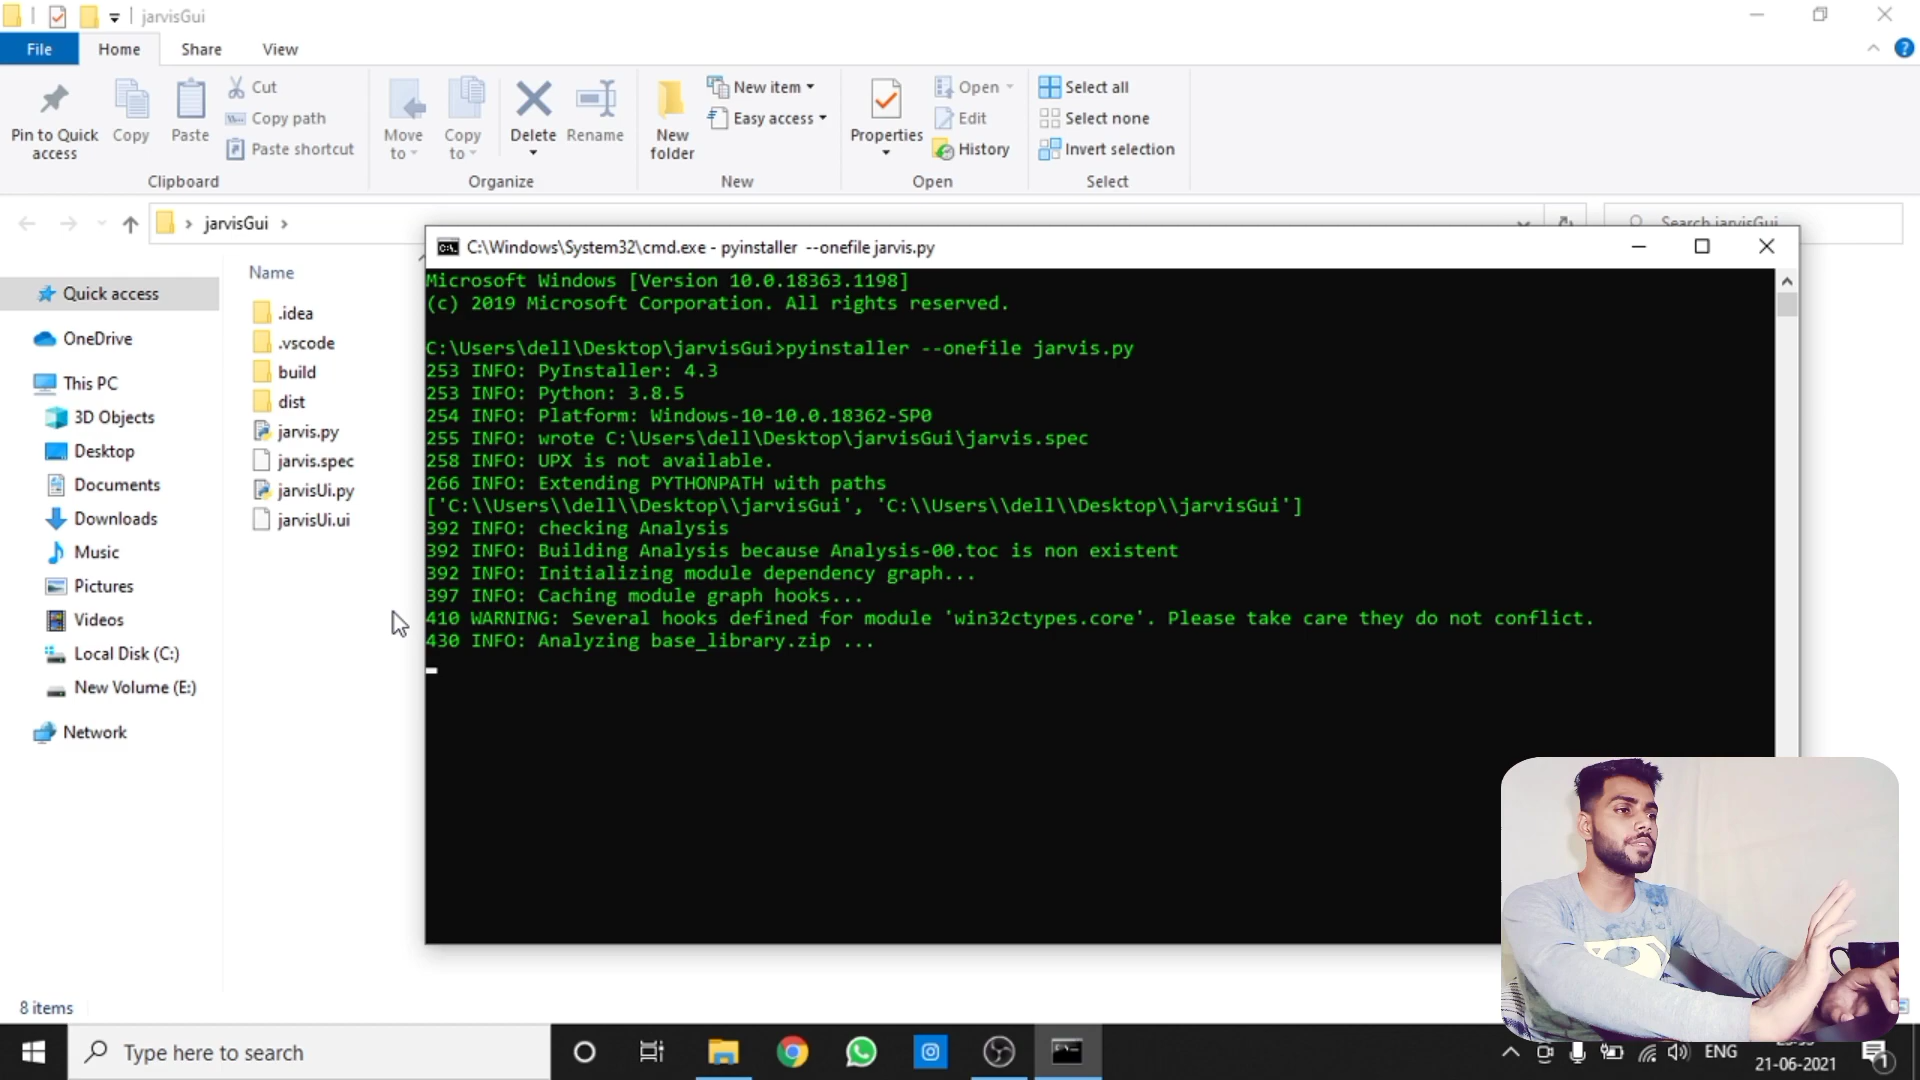 jarvisGui
File
Home
Share
View
Pin to Quick
access
Copy
Paste
Cut
Copy path
Paste shortcut
Move
to
Copy
to
Delete
Rename
New
folder
New item
Easy access
Properties
Open
Edit
History
Select all
Select none
Invert selection
Clipboard
Organize
New
Open
Select
jarvisGui
Search jarvisGui
C:\Windows\System32\cmd.exe - pyinstaller --onefile jarvis.py
Name
Quick access
OneDrive
This PC
3D Objects
Desktop
Documents
Downloads
Music
Pictures
Videos
Local Disk (C:)
New Volume (E:)
Network
.idea
.vscode
build
dist
jarvis.py
jarvis.spec
jarvisUi.py
jarvisUi.ui
Microsoft Windows [Version 10.0.18363.1198]
(c) 2019 Microsoft Corporation. All rights reserved.
C:\Users\dell\Desktop\jarvisGui>pyinstaller --onefile jarvis.py
253 INFO: PyInstaller: 4.3
253 INFO: Python: 3.8.5
254 INFO: Platform: Windows-10-10.0.18362-SP0
255 INFO: wrote C:\Users\dell\Desktop\jarvisGui\jarvis.spec
258 INFO: UPX is not available.
266 INFO: Extending PYTHONPATH with paths
['C:\\Users\\dell\\Desktop\\jarvisGui', 'C:\\Users\\dell\\Desktop\\jarvisGui']
392 INFO: checking Analysis
392 INFO: Building Analysis because Analysis-00.toc is non existent
392 INFO: Initializing module dependency graph...
397 INFO: Caching module graph hooks...
410 WARNING: Several hooks defined for module 'win32ctypes.core'. Please take care they do not conflict.
430 INFO: Analyzing base_library.zip ...
8 items
Type here to search
ENG
21-06-2021
1